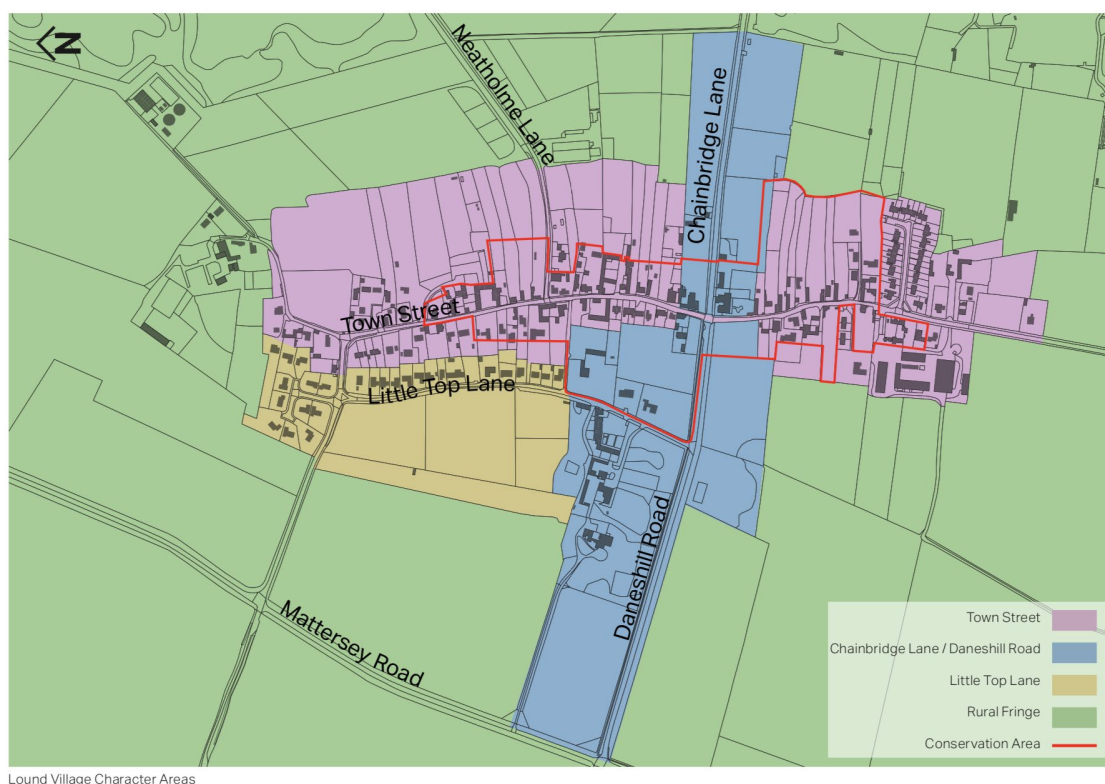 N
Neatholme Lane
Chainbridge Lane
Town Street
Little Top Lane
Daneshill Road
Mattersey Road
Town Street
Chainbridge Lane / Daneshill Road
Little Top Lane
Rural Fringe
Conservation Area
Lound Village Character Areas